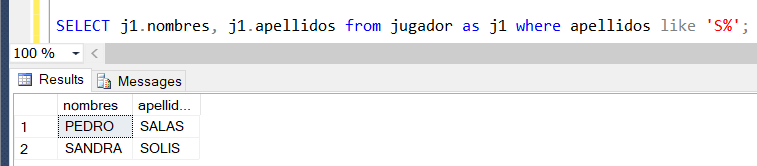 SELECT j1.nombres, j1.apellidos from jugador as j1 where apellidos like 'S%';
100 %
Results Messages
nombres apellid...
1 PEDRO SALAS
2 SANDRA SOLIS